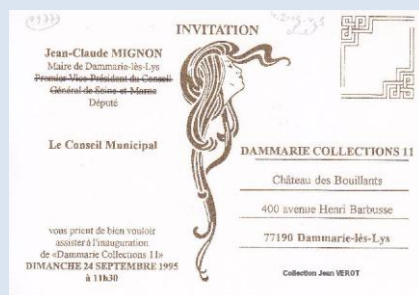 INVITATION
Jean-Claude MIGNON
Maire de Dammarie-lès-Lys
Premier Vice-Président du Conseil
Général de Seine-et-Marne
Député
Le Conseil Municipal
vous prient de bien vouloir
assister à l'inauguration
de «Dammarie Collections 11»
DIMANCHE 24 SEPTEMBRE 1995
à 11h30
DAMMARIE COLLECTIONS 11
Château des Bouillants
400 avenue Henri Barbusse
77190 Dammarie-lès-Lys
Collection Jean VEROT